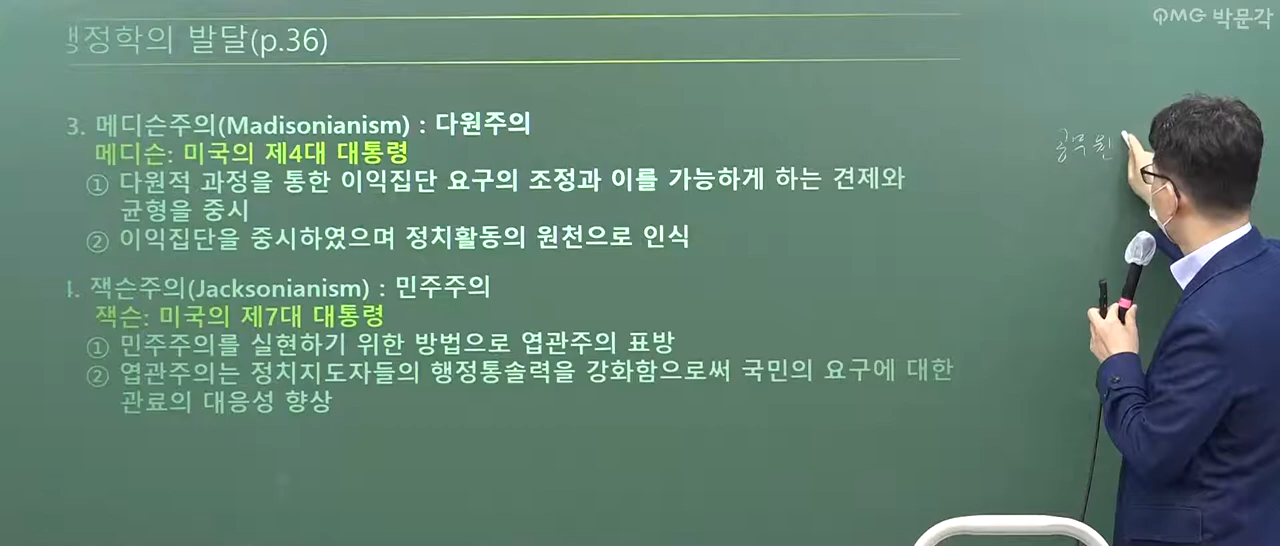 PMG 박문각
행정학의 발달(p.36)
3. 메디슨주의(Madisonianism) : 다원주의
메디슨: 미국의 제4대 대통령
① 다원적 과정을 통한 이익집단 요구의 조정과 이를 가능하게 하는 견제와
균형을 중시
② 이익집단을 중시하였으며 정치활동의 원천으로 인식
4. 잭슨주의(Jacksonianism) : 민주주의
잭슨: 미국의 제7대 대통령
① 민주주의를 실현하기 위한 방법으로 엽관주의 표방
② 엽관주의는 정치지도자들의 행정통솔력을 강화함으로써 국민의 요구에 대한
관료의 대응성 향상
공무원